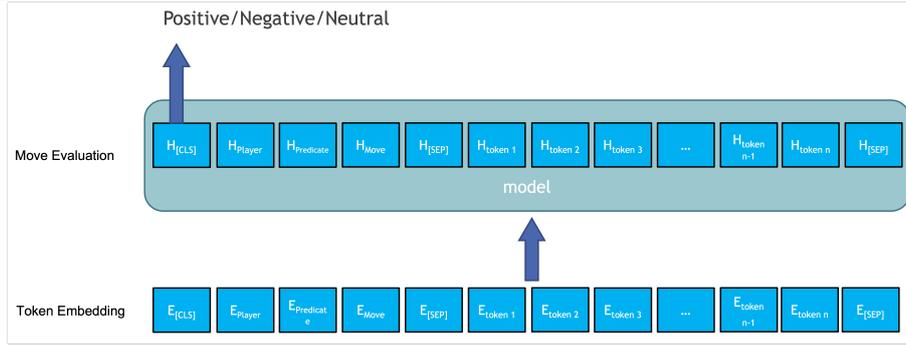 Positive/Negative/Neutral
Move Evaluation
H[CLS]
HPlayer
HPredicate
HMove
H[SEP]
Htoken 1
Htoken 2
Htoken 3
...
Htoken
n-1
Htoken n
H[SEP]
model
Token Embedding
E[CLS]
EPlayer
EPredicat
e
EMove
E[SEP]
Etoken 1
Etoken 2
Etoken 3
...
Etoken
n-1
Etoken n
E[SEP]